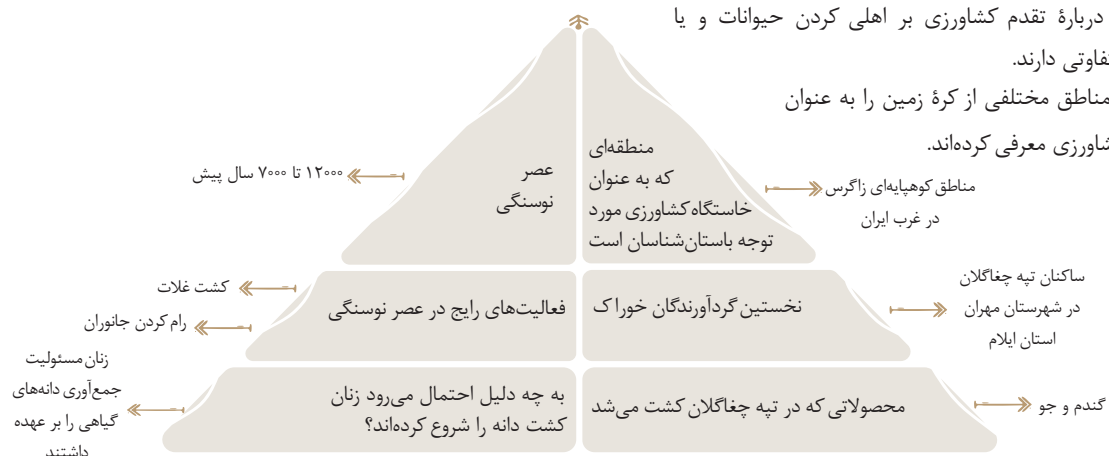 دربارۀ تقدم کشاورزی بر اهلی کردن حیوانات و یا
تفاوتی دارند.
مناطق مختلفی از کرۀ زمین را به عنوان
شاورزی معرفی کرده‌اند.
منطقه‌ای
که به عنوان
خاستگاه کشاورزی مورد
توجه باستان‌شناسان است
مناطق کوهپایه‌ای زاگرس
در غرب ایران
عصر
نوسنگی
۱۲۰۰۰ تا ۷۰۰۰ سال پیش
نخستین گردآورندگان خوراک
ساکنان تپه چغاگلان
در شهرستان مهران
استان ایلام
فعالیت‌های رایج در عصر نوسنگی
کشت غلات
رام کردن جانوران
محصولاتی که در تپه چغاگلان کشت می‌شد
گندم و جو
به چه دلیل احتمال می‌رود زنان
کشت دانه را شروع کرده‌اند؟
زنان مسئولیت
جمع‌آوری دانه‌های
گیاهی را بر عهده
داشتند